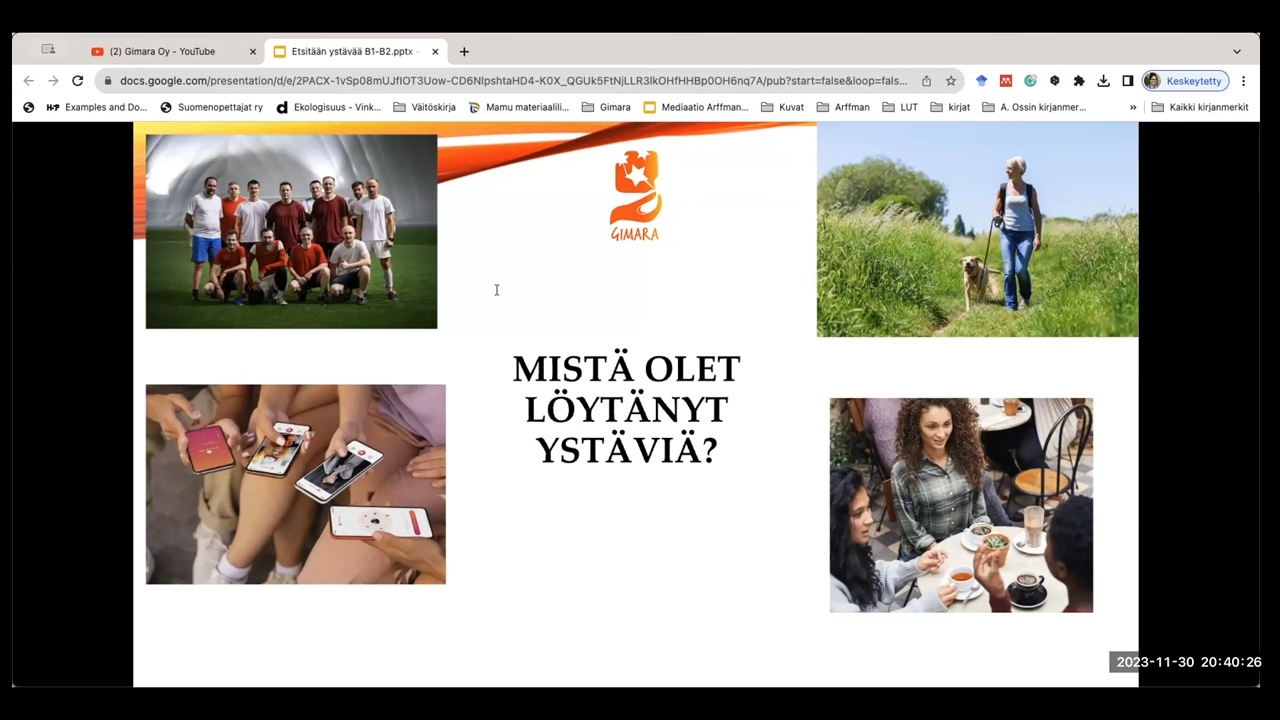 (2) Gimara Oy - YouTube
Etsitään ystävää B1-B2.pptx -
docs.google.com/presentation/d/e/2PACX-1vSp08mUJfIOT3Uow-CD6NlpshtaHD4-K0X_QGUk5FtNjLLR3lkOHfHHBp0OH6nq7A/pub?start=false&loop=fals...
Keskeytetty
Examples and Do...
Suomenopettajat ry
Ekologisuus - Vink...
Väitöskirja
Mamu materiaalili...
Gimara
Mediaatio Arffman...
Kuvat
Arffman
LUT
kirjat
A. Ossin kirjanmer...
»
Kaikki kirjanmerkit
GIMARA
MISTÄ OLET
LÖYTÄNYT
YSTÄVIÄ?
2023-11-30 20:40:26